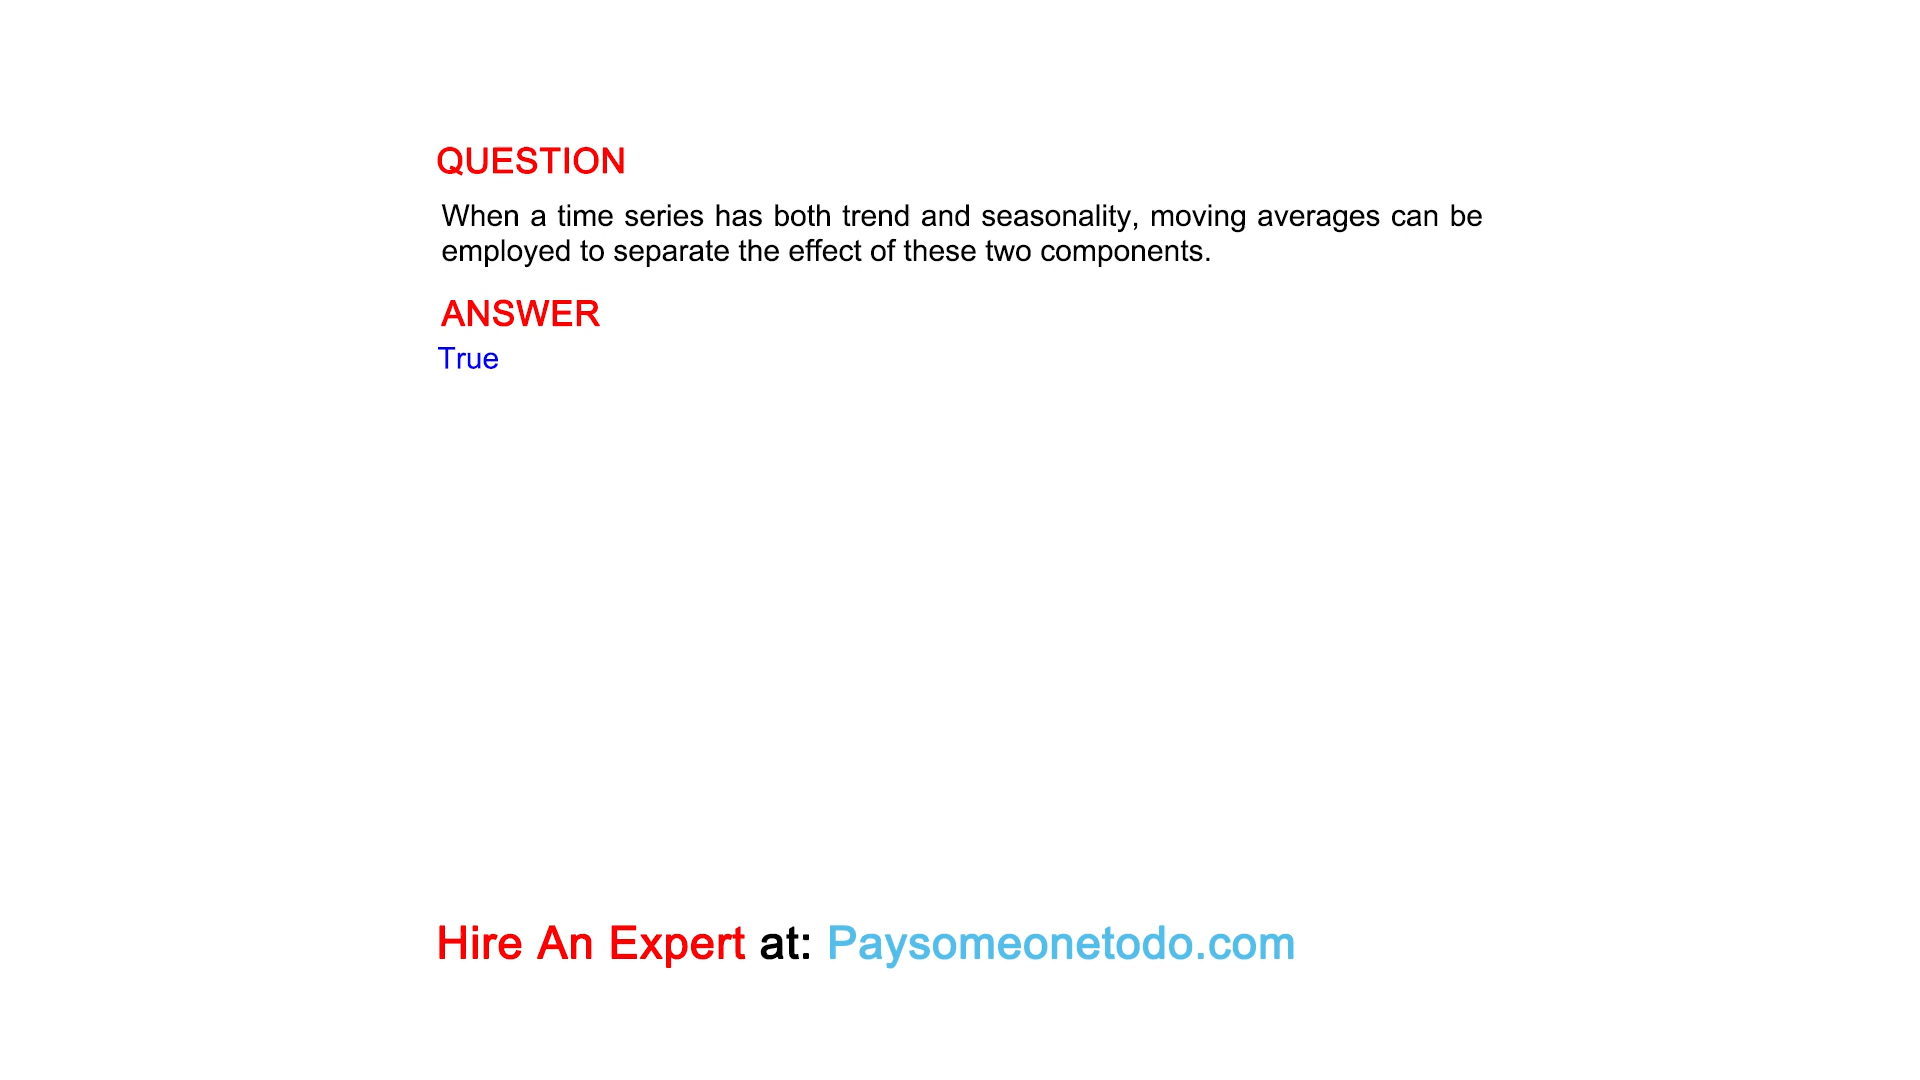 QUESTION
When a time series has both trend and seasonality, moving averages can be
employed to separate the effect of these two components.
ANSWER
True
Hire An Expert at: Paysomeonetodo.com